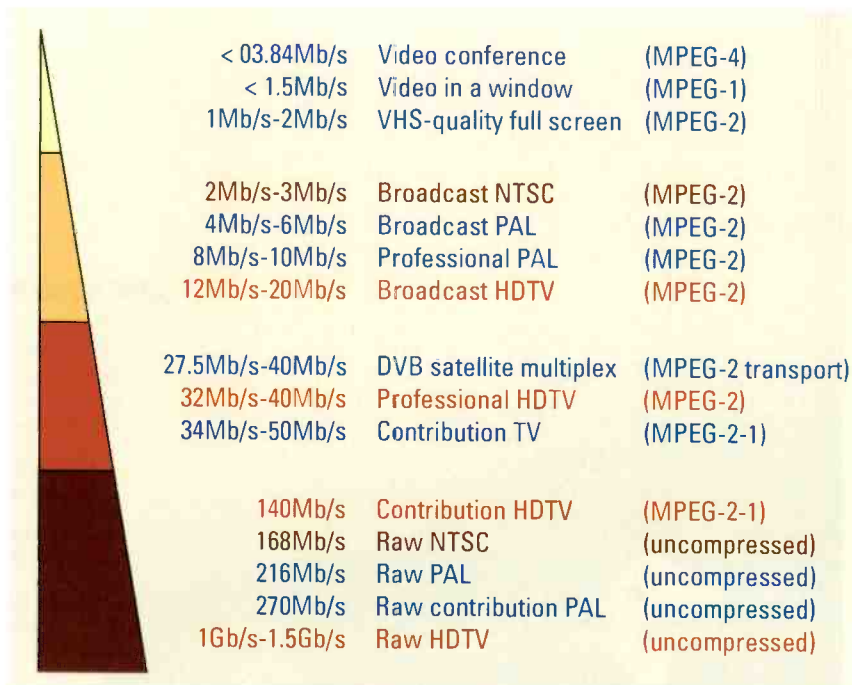 < 03.84Mb/s Video conference (MPEG-4)
< 1.5Mb/s Video in a window (MPEG-1)
1Mb/s-2Mb/s VHS-quality full screen (MPEG-2)
2Mb/s-3Mb/s Broadcast NTSC (MPEG-2)
4Mb/s-6Mb/s Broadcast PAL (MPEG-2)
8Mb/s-10Mb/s Professional PAL (MPEG-2)
12Mb/s-20Mb/s Broadcast HDTV (MPEG-2)
27.5Mb/s-40Mb/s DVB satellite multiplex (MPEG-2 transport)
32Mb/s-40Mb/s Professional HDTV (MPEG-2)
34Mb/s-50Mb/s Contribution TV (MPEG-2-1)
140Mb/s Contribution HDTV (MPEG-2-1)
168Mb/s Raw NTSC (uncompressed)
216Mb/s Raw PAL (uncompressed)
270Mb/s Raw contribution PAL (uncompressed)
1Gb/s-1.5Gb/s Raw HDTV (uncompressed)